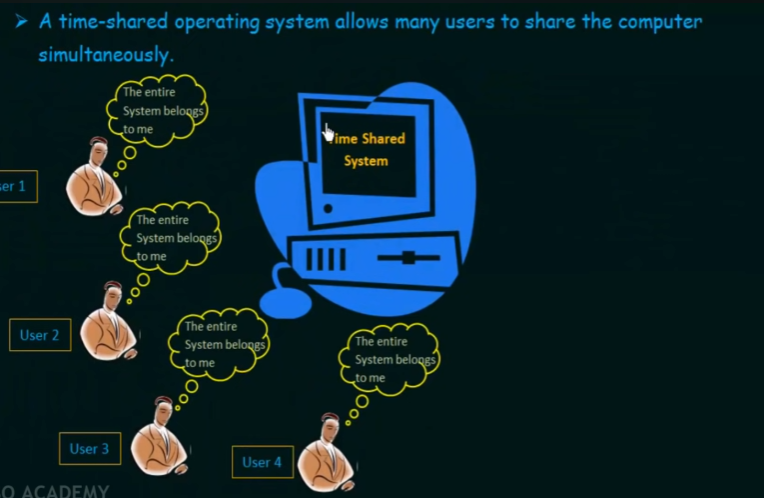 ➤ A time-shared operating system allows many users to share the computer
simultaneously.
The entire
System belongs
to me
ime Shared
System
ser 1
The entire
System belongs
to me
User 2
The entire
System belongs
to me
The entire
System belongs
to me
User 3
User 4
O ACADEMY